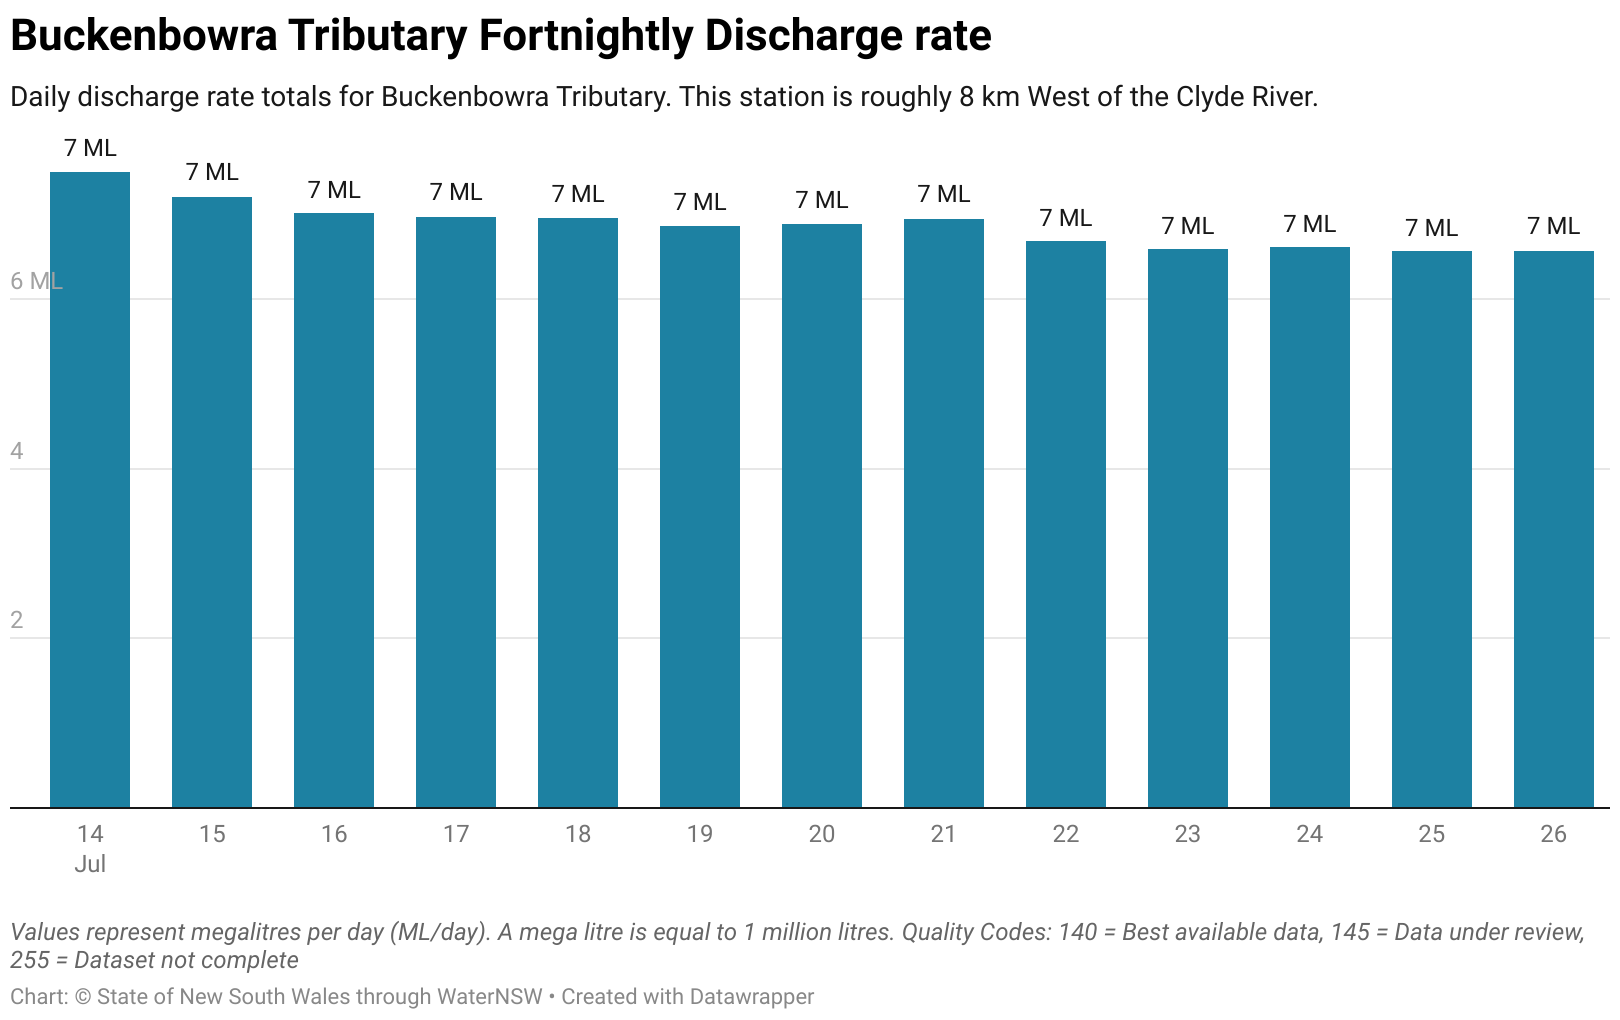 Buckenbowra Tributary Fortnightly Discharge rate
Daily discharge rate totals for Buckenbowra Tributary. This station is roughly 8 km West of the Clyde River.
7 ML
7 ML
7 ML
7 ML
7 ML
7 ML
7 ML
7 ML
7 ML
7 ML
7 ML
7 ML
7 ML
6 ML
4
2
14 15 16 17 18 19 20 21 22 23 24 25 26
Jul
Values represent megalitres per day (ML/day). A mega litre is equal to 1 million litres. Quality Codes: 140 = Best available data, 145 = Data under review,
255 = Dataset not complete
Chart: © State of New South Wales through WaterNSW • Created with Datawrapper